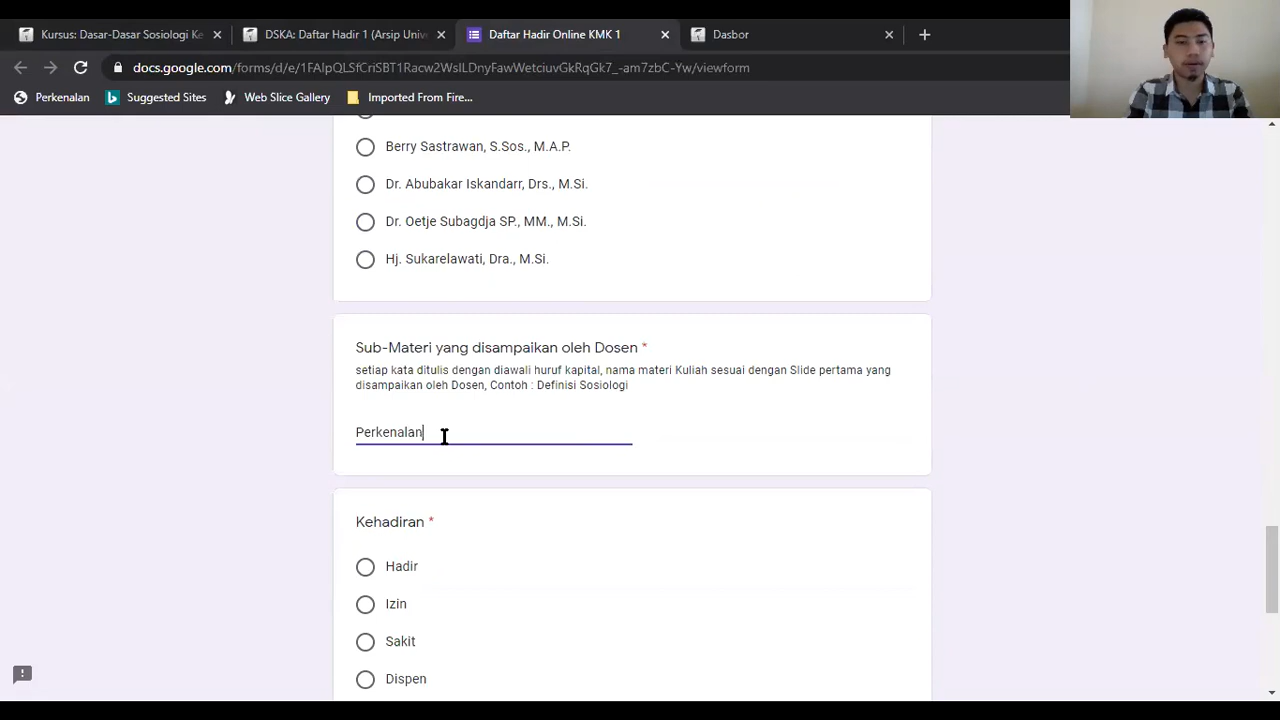 Kursus: Dasar-Dasar Sosiologi Ke
DSKA: Daftar Hadir 1 (Arsip Univ
Daftar Hadir Online KMK 1
Dasbor
docs.google.com/forms/d/e/1FAIpQLSfCriSBT1Racw2WsILDnyFawWetciuvGkRqGk7_-am7zbC-Yw/viewform
Perkenalan
Suggested Sites
Web Slice Gallery
Imported From Fire...
Berry Sastrawan, S.Sos., M.A.P.
Dr. Abubakar Iskandarr, Drs., M.Si.
Dr. Oetje Subagdja SP., MM., M.Si.
Hj. Sukarelawati, Dra., M.Si.
Sub-Materi yang disampaikan oleh Dosen *
setiap kata ditulis dengan diawali huruf kapital, nama materi Kuliah sesuai dengan Slide pertama yang
disampaikan oleh Dosen, Contoh : Definisi Sosiologi
Perkenalan
Kehadiran *
Hadir
Izin
Sakit
Dispen